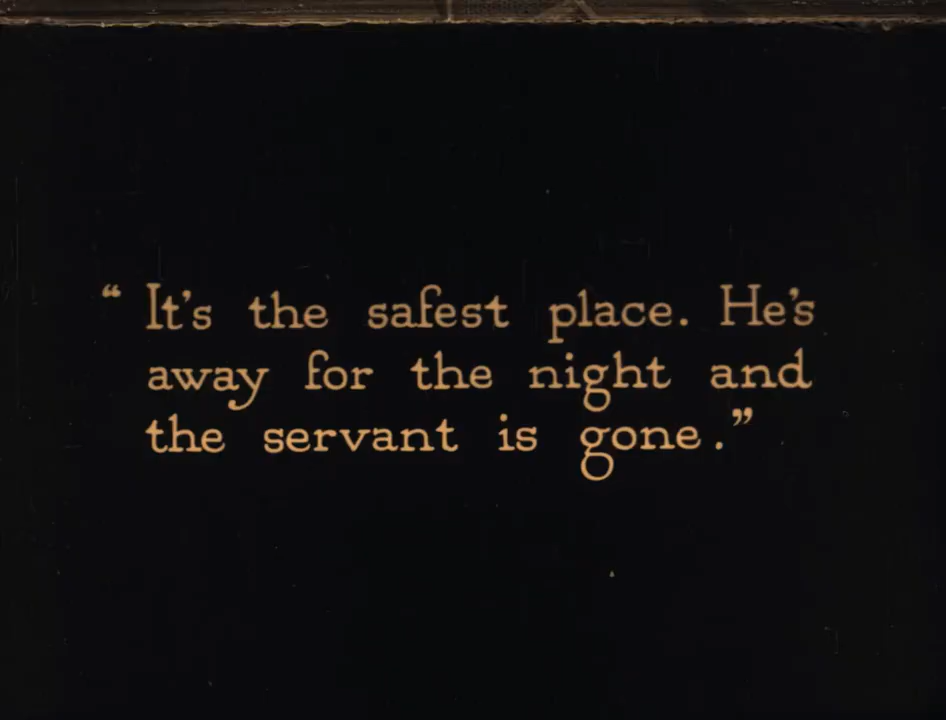 “ It’s the safest place. He’s
away for the night and
the servant is gone.”